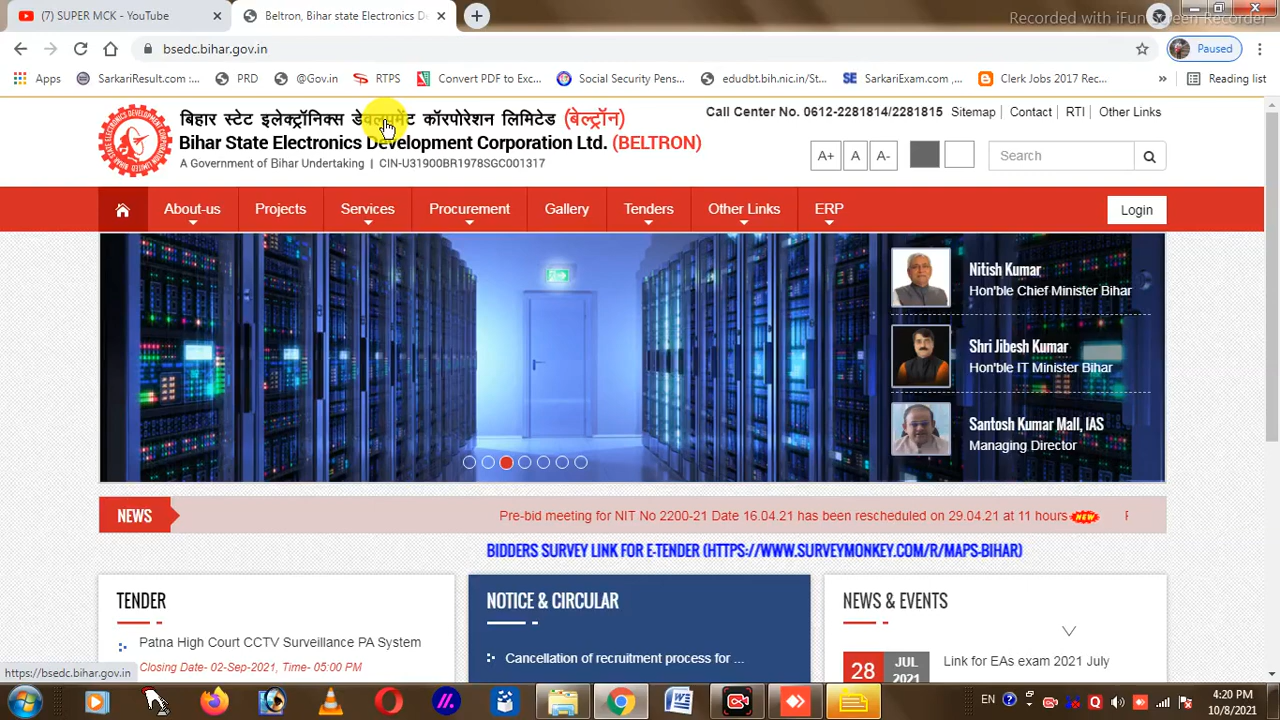 (7) SUPER MCK - YouTube
Beltron, Bihar state Electronics De
Recorded with iFun Screen Recorder
bsedc.bihar.gov.in
Paused
Apps
SarkariResult.com :...
PRD
@Gov.in
RTPS
Convert PDF to Exc...
Social Security Pens...
edudbt.bih.nic.in/St...
SarkariExam.com ,...
Clerk Jobs 2017 Rec...
»
Reading list
बिहार स्टेट इलेक्ट्रॉनिक्स डेवलपमेंट कॉरपोरेशन लिमिटेड (बेल्ट्रॉन)
Bihar State Electronics Development Corporation Ltd. (BELTRON)
A Government of Bihar Undertaking | CIN-U31900BR1978SGC001317
Call Center No. 0612-2281814/2281815 Sitemap | Contact | RTI | Other Links
A+ A A-
Search
About-us Projects Services Procurement Gallery Tenders Other Links ERP
Login
Nitish Kumar
Hon'ble Chief Minister Bihar
Shri Jibesh Kumar
Hon'ble IT Minister Bihar
Santosh Kumar Mall, IAS
Managing Director
NEWS
Pre-bid meeting for NIT No 2200-21 Date 16.04.21 has been rescheduled on 29.04.21 at 11 hours NEW
BIDDERS SURVEY LINK FOR E-TENDER (HTTPS://WWW.SURVEYMONKEY.COM/R/MAPS-BIHAR)
TENDER
Patna High Court CCTV Surveillance PA System
Closing Date- 02-Sep-2021, Time- 05:00 PM
NOTICE & CIRCULAR
Cancellation of recruitment process for ...
NEWS & EVENTS
28
JUL
2021
Link for EAs exam 2021 July
https://bsedc.bihar.gov.in
EN
4:20 PM
10/8/2021